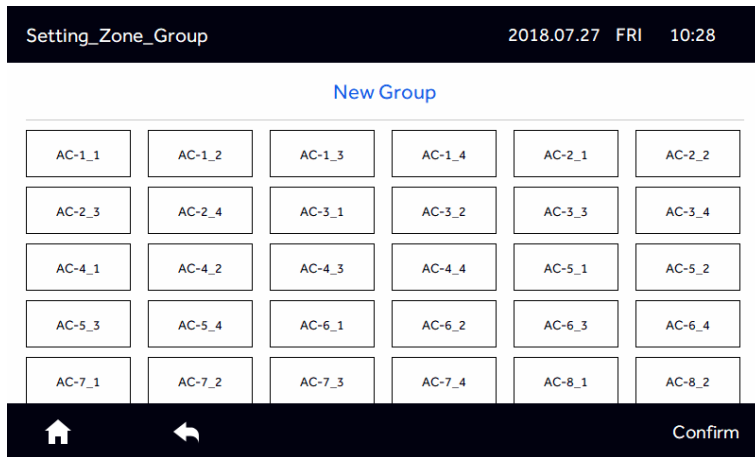 Setting_Zone_Group 2018.07.27 FRI 10:28
New Group
AC-1_1 AC-1_2 AC-1_3 AC-1_4 AC-2_1 AC-2_2
AC-2_3 AC-2_4 AC-3_1 AC-3_2 AC-3_3 AC-3_4
AC-4_1 AC-4_2 AC-4_3 AC-4_4 AC-5_1 AC-5_2
AC-5_3 AC-5_4 AC-6_1 AC-6_2 AC-6_3 AC-6_4
AC-7_1 AC-7_2 AC-7_3 AC-7_4 AC-8_1 AC-8_2
Confirm